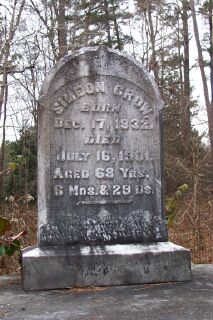 SIMEON CROW
BORN
DEC. 17, 1832.
DIED
JULY 16, 1901.
AGED 68 YRS.
6 MOS. & 29 DS.